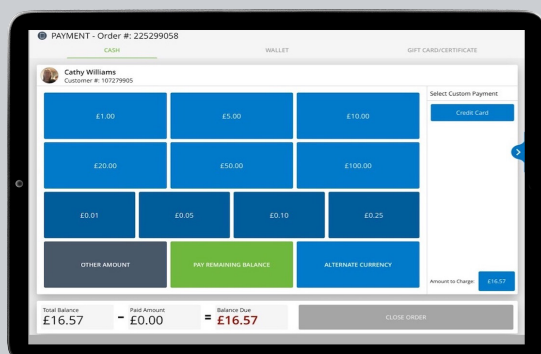 PAYMENT - Order #: 225299058
CASH
WALLET
GIFT CARD/CERTIFICATE
Cathy Williams
Customer #: 107279905
Select Custom Payment
£1.00
£5.00
£10.00
Credit Card
£20.00
£50.00
£100.00
£0.01
£0.05
£0.10
£0.25
OTHER AMOUNT
PAY REMAINING BALANCE
ALTERNATE CURRENCY
Amount to Charge:
£16.57
Total Balance
£16.57
-
Paid Amount
£0.00
=
Balance Due
£16.57
CLOSE ORDER